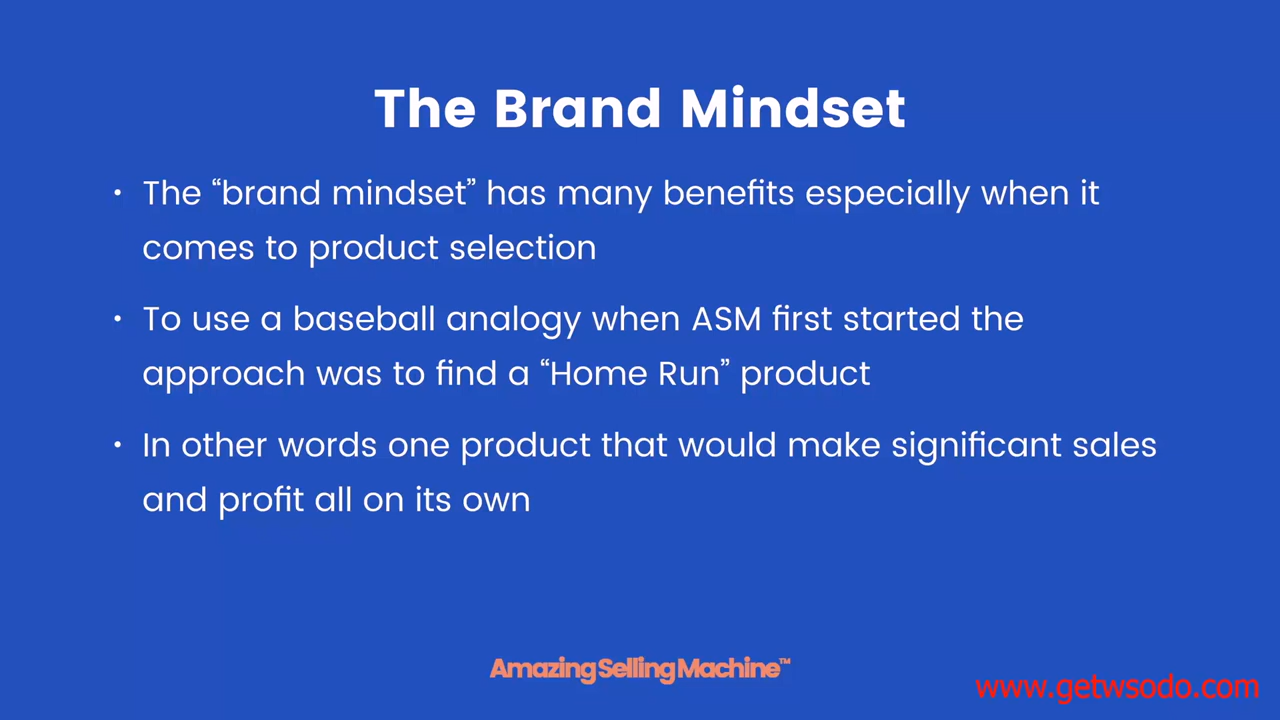 The Brand Mindset
• The “brand mindset” has many benefits especially when it
comes to product selection
• To use a baseball analogy when ASM first started the
approach was to find a “Home Run” product
• In other words one product that would make significant sales
and profit all on its own
AmazingSellingMachine™
www.getwsodo.com